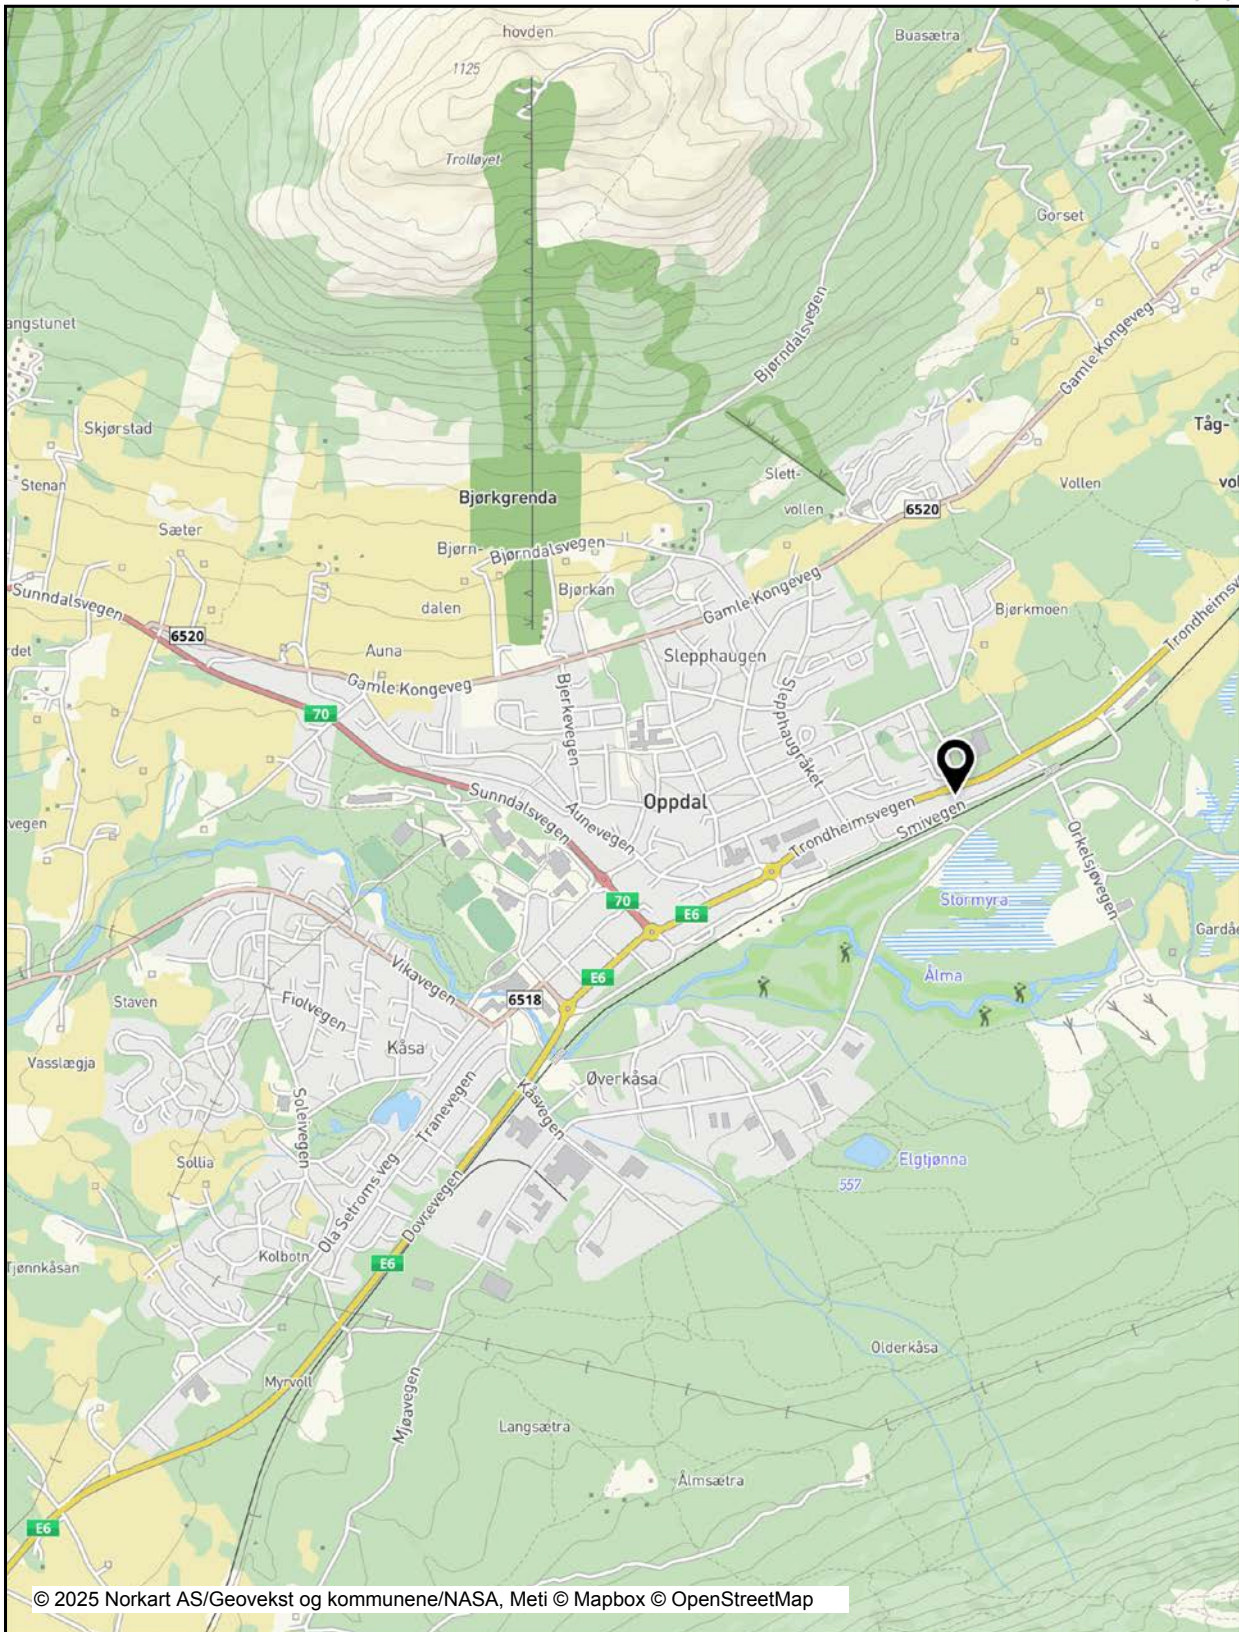 hovden
Buasætra
1125
Trolløyet
Gorset
Bjørndalsvegen
Gamle Kongeveg
angstunet
Skjørstad
Tåg-
Stenan
Slett-
vollen
Vollen
vol
Bjørkgrenda
6520
Sæter
Bjørn-
dalen
Bjørndalsvegen
Bjørkan
Gamle Kongeveg
Bjørkmoen
Trondheimsv
Sunndalsvegen
6520
rdet
Auna
Slepphaugen
Gamle Kongeveg
Bjerkevegen
Slepphaugråket
70
Sunndalsvegen
Aunevegen
Oppdal
Trondheimsvegen
Smivegen
vegen
Orkelsjøvegen
70
E6
Stormyra
Gardåe
Vikavegen
E6
Ålma
Staven
Fiolvegen
6518
Kåsa
Vasslægja
Øverkåsa
Kåsvegen
Soleivegen
Tranevegen
Sollia
Elgtjønna
557
Ola Setroms veg
Dovrevegen
Kolbotn
Tjønnkåsan
E6
Olderkåsa
Myrvoll
Mjøavegen
Langsætra
Ålmsætra
E6
© 2025 Norkart AS/Geovekst og kommunene/NASA, Meti © Mapbox © OpenStreetMap